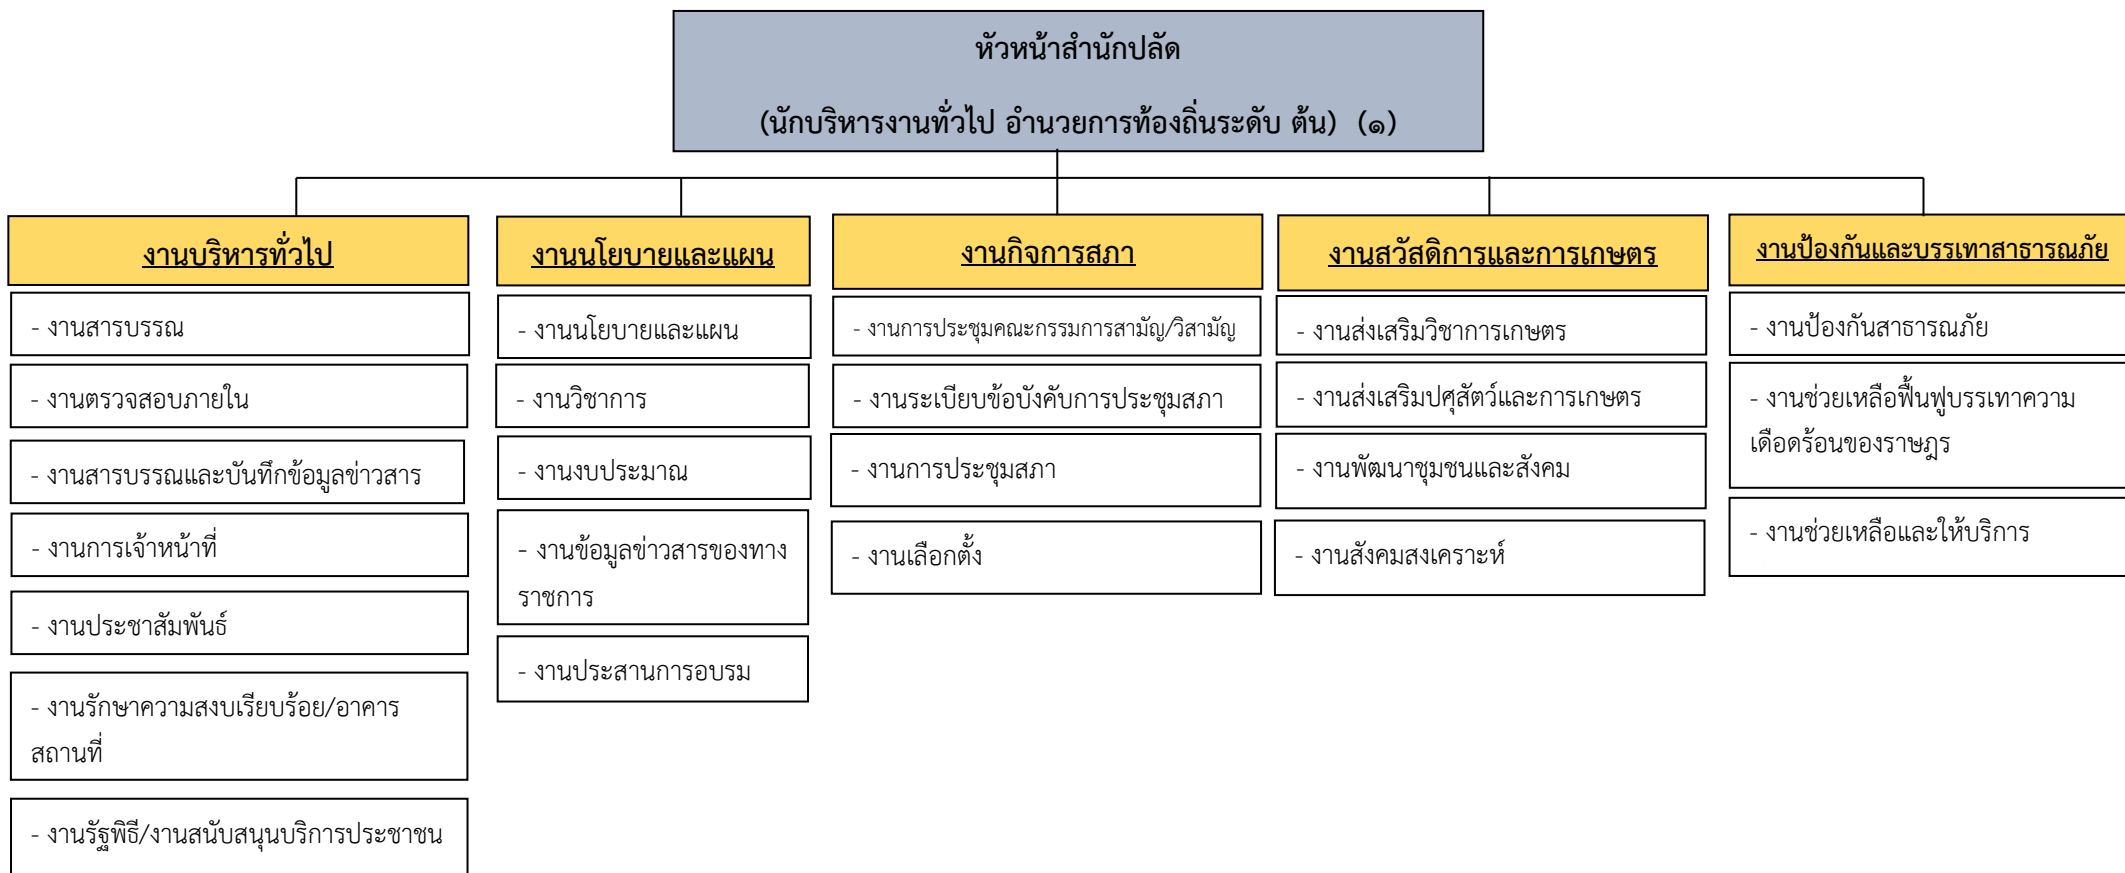 หัวหน้าสำนักปลัด
(นักบริหารงานทั่วไป อำนวยการท้องถิ่นระดับ ต้น) (๑)
งานบริหารทั่วไป
- งานสารบรรณ
- งานตรวจสอบภายใน
- งานสารบรรณและบันทึกข้อมูลข่าวสาร
- งานการเจ้าหน้าที่
- งานประชาสัมพันธ์
- งานรักษาความสงบเรียบร้อย/อาคาร
สถานที่
- งานรัฐพิธี/งานสนับสนุนบริการประชาชน
งานนโยบายและแผน
- งานนโยบายและแผน
- งานวิชาการ
- งานงบประมาณ
- งานข้อมูลข่าวสารของทาง
ราชการ
- งานประสานการอบรม
งานกิจการสภา
- งานการประชุมคณะกรรมการสามัญ/วิสามัญ
- งานระเบียบข้อบังคับการประชุมสภา
- งานการประชุมสภา
- งานเลือกตั้ง
งานสวัสดิการและการเกษตร
- งานส่งเสริมวิชาการเกษตร
- งานส่งเสริมปศุสัตว์และการเกษตร
- งานพัฒนาชุมชนและสังคม
- งานสังคมสงเคราะห์
งานป้องกันและบรรเทาสาธารณภัย
- งานป้องกันสาธารณภัย
- งานช่วยเหลือฟื้นฟูบรรเทาความ
เดือดร้อนของราษฎร
- งานช่วยเหลือและให้บริการ